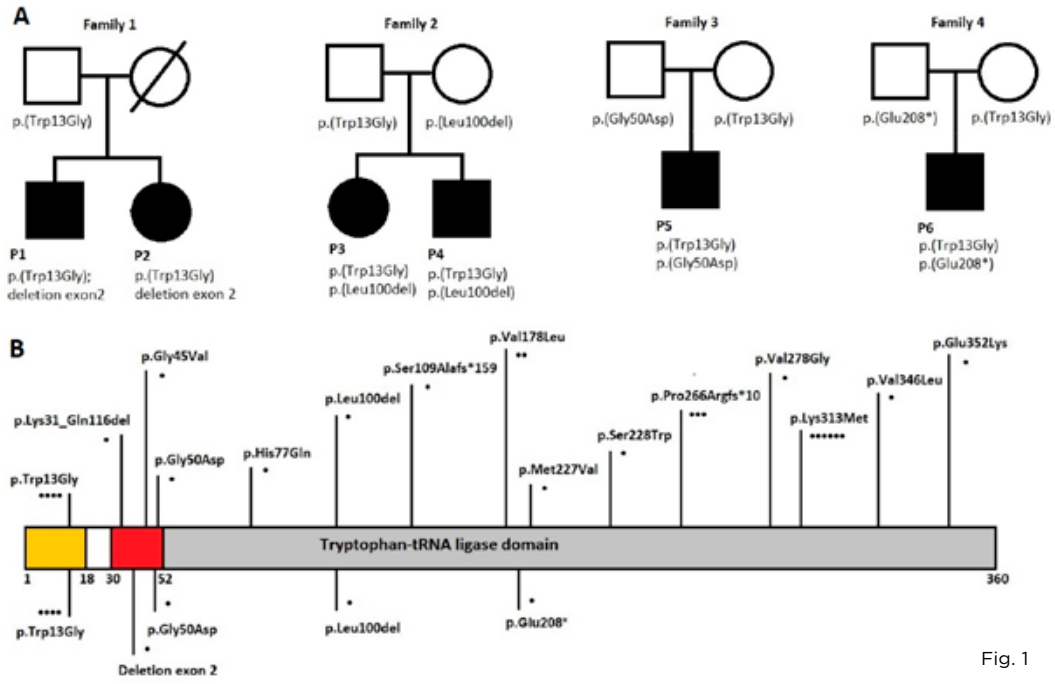 A
Family 1
Family 2
Family 3
Family 4
p.(Trp13Gly)
p.(Trp13Gly)
p.(Leu100del)
p.(Gly50Asp)
p.(Trp13Gly)
p.(Glu208*)
p.(Trp13Gly)
P1
p.(Trp13Gly);
deletion exon2
P2
p.(Trp13Gly)
deletion exon 2
P3
p.(Trp13Gly)
p.(Leu100del)
P4
p.(Trp13Gly)
p.(Leu100del)
P5
p.(Trp13Gly)
p.(Gly50Asp)
P6
p.(Trp13Gly)
p.(Glu208*)
B
p.Trp13Gly
p.Lys31_Gln116del
p.Gly45Val
p.Gly50Asp
p.His77Gln
p.Leu100del
p.Ser109Alafs*159
p.Val178Leu
p.Met227Val
p.Ser228Trp
p.Pro266Argfs*10
p.Val278Gly
p.Lys313Met
p.Val346Leu
p.Glu352Lys
Tryptophan-tRNA ligase domain
1 18 30 52 360
p.Trp13Gly
Deletion exon 2
p.Gly50Asp
p.Leu100del
p.Glu208*
Fig. 1